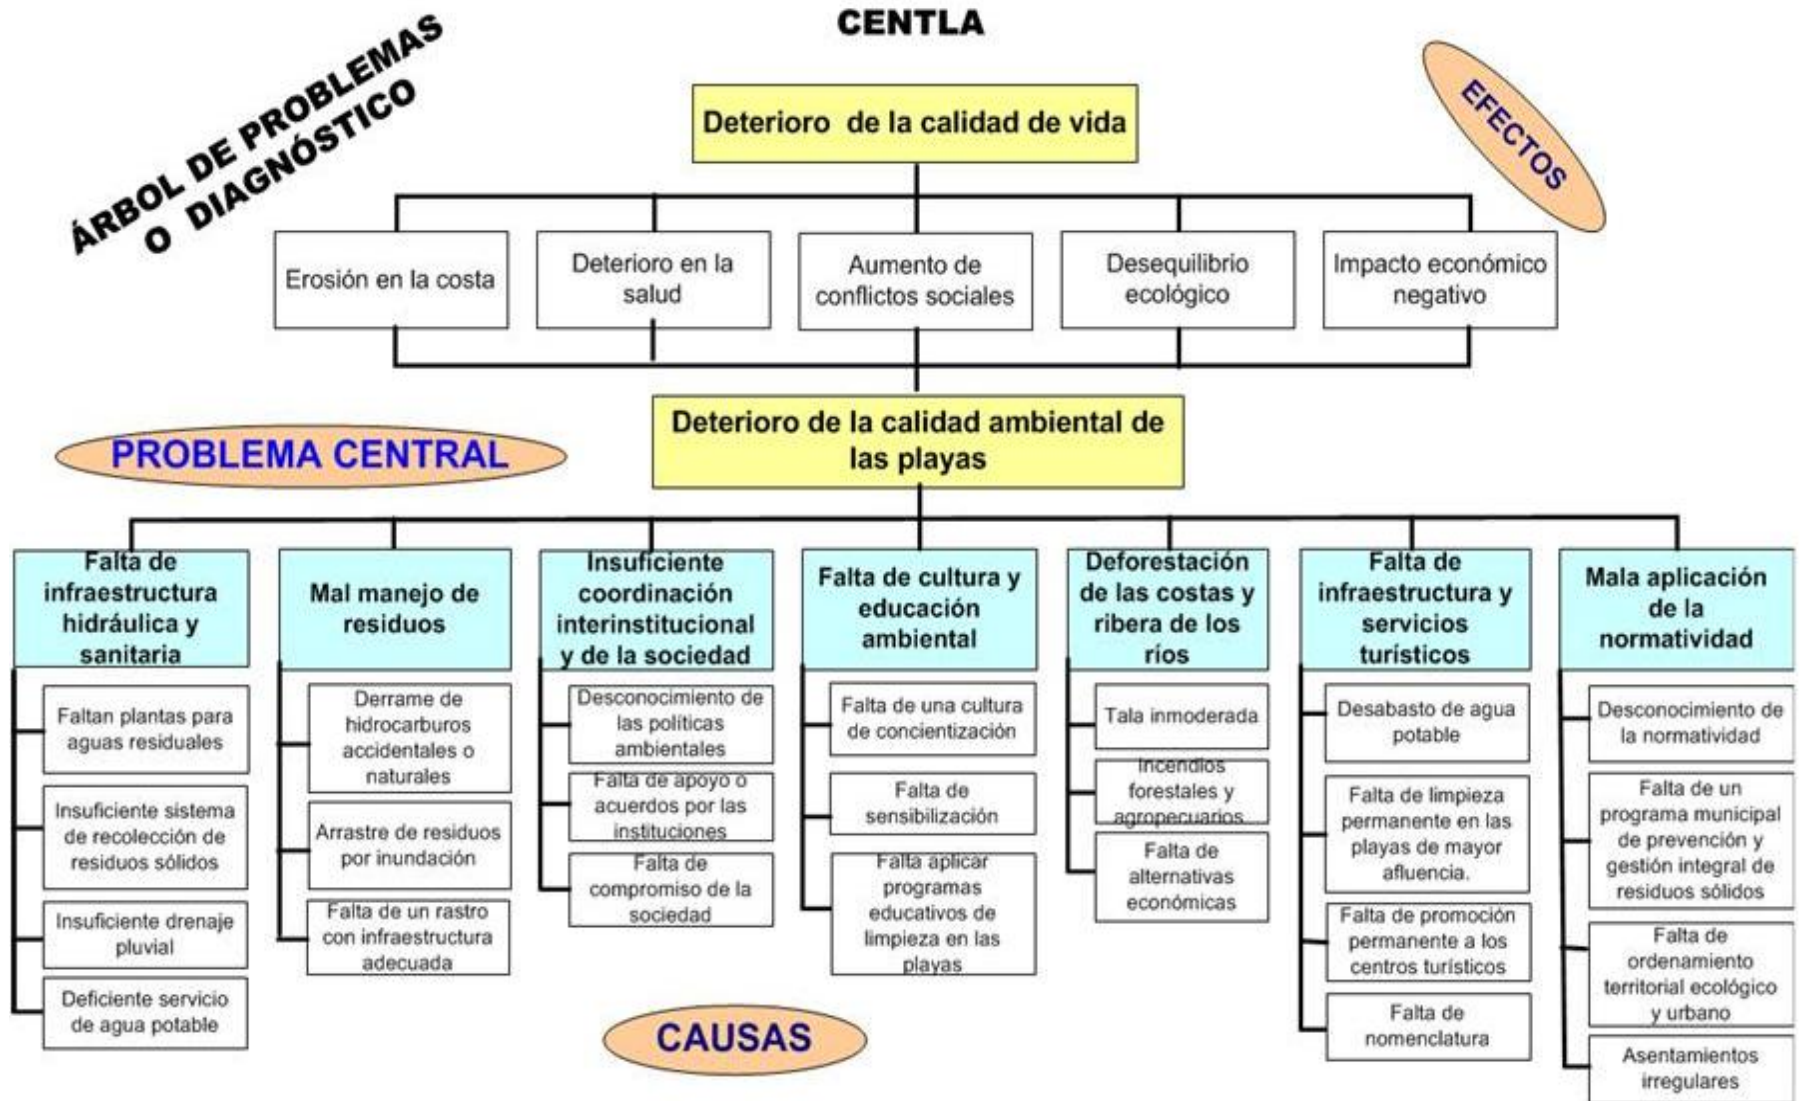 CENTLA
ÁRBOL DE PROBLEMAS
O DIAGNÓSTICO
EFECTOS
Deterioro de la calidad de vida
Erosión en la costa
Deterioro en la
salud
Aumento de
conflictos sociales
Desequilibrio
ecológico
Impacto económico
negativo
PROBLEMA CENTRAL
Deterioro de la calidad ambiental de
las playas
Falta de
infraestructura
hidráulica y
sanitaria
Faltan plantas para
aguas residuales
Insuficiente sistema
de recolección de
residuos sólidos
Insuficiente drenaje
pluvial
Deficiente servicio
de agua potable
Mal manejo de
residuos
Derrame de
hidrocarburos
accidentales o
naturales
Arrastre de residuos
por inundación
Falta de un rastro
con infraestructura
adecuada
Insuficiente
coordinación
interinstitucional
y de la sociedad
Desconocimiento de
las políticas
ambientales
Falta de apoyo o
acuerdos por las
instituciones
Falta de
compromiso de la
sociedad
Falta de cultura y
educación
ambiental
Falta de una cultura
de concientización
Falta de
sensibilización
Falta aplicar
programas
educativos de
limpieza en las
playas
Deforestación
de las costas y
ribera de los
ríos
Tala inmoderada
Incendios
forestales y
agropecuarios
Falta de
alternativas
económicas
Falta de
infraestructura y
servicios
turísticos
Desabasto de agua
potable
Falta de limpieza
permanente en las
playas de mayor
afluencia.
Falta de promoción
permanente a los
centros turísticos
Falta de
nomenclatura
Mala aplicación
de la
normatividad
Desconocimiento de
la normatividad
Falta de un
programa municipal
de prevención y
gestión integral de
residuos sólidos
Falta de
ordenamiento
territorial ecológico
y urbano
Asentamientos
irregulares
CAUSAS